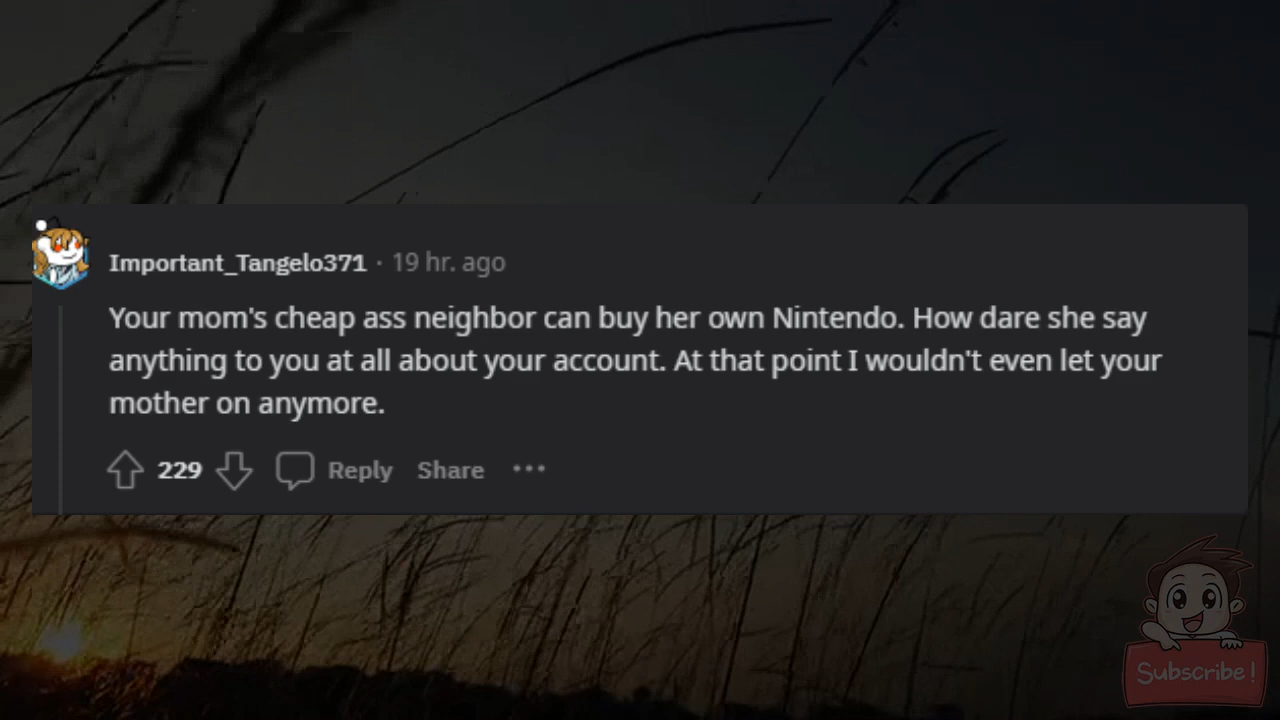 Important_Tangelo371 · 19 hr. ago
Your mom's cheap ass neighbor can buy her own Nintendo. How dare she say
anything to you at all about your account. At that point I wouldn't even let your
mother on anymore.
229 Reply Share ···
Subscribe!